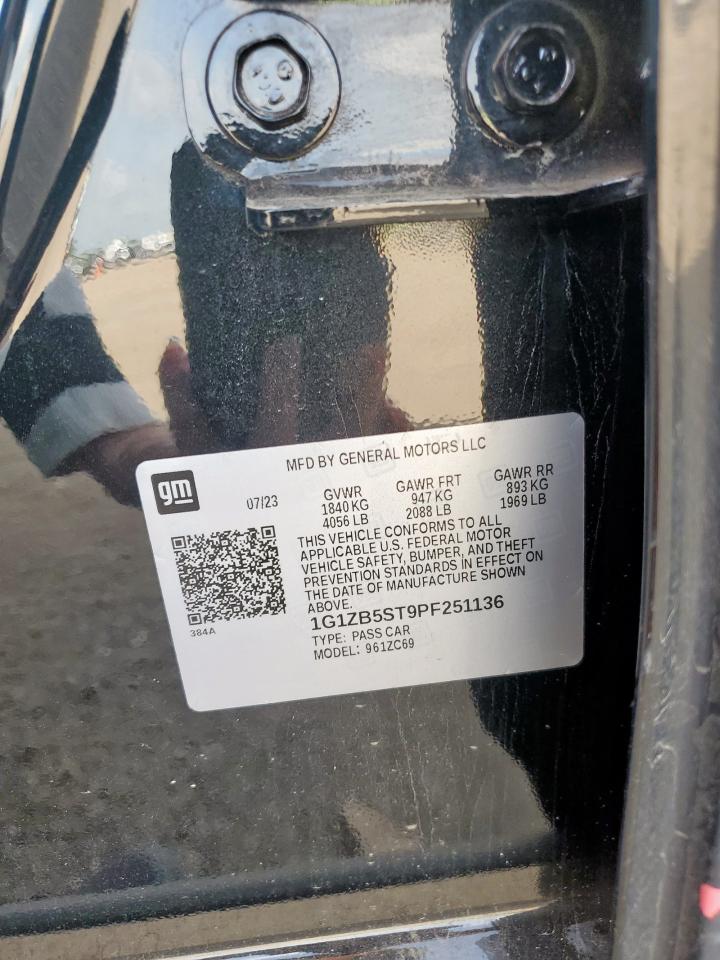 MFD BY GENERAL MOTORS LLC
gm
07/23
GVWR GAWR FRT GAWR RR
1840 KG 947 KG 893 KG
4056 LB 2088 LB 1969 LB
THIS VEHICLE CONFORMS TO ALL
APPLICABLE U.S. FEDERAL MOTOR
VEHICLE SAFETY, BUMPER, AND THEFT
PREVENTION STANDARDS IN EFFECT ON
THE DATE OF MANUFACTURE SHOWN
ABOVE.
384A
1G1ZB5ST9PF251136
TYPE: PASS CAR
MODEL: 961ZC69